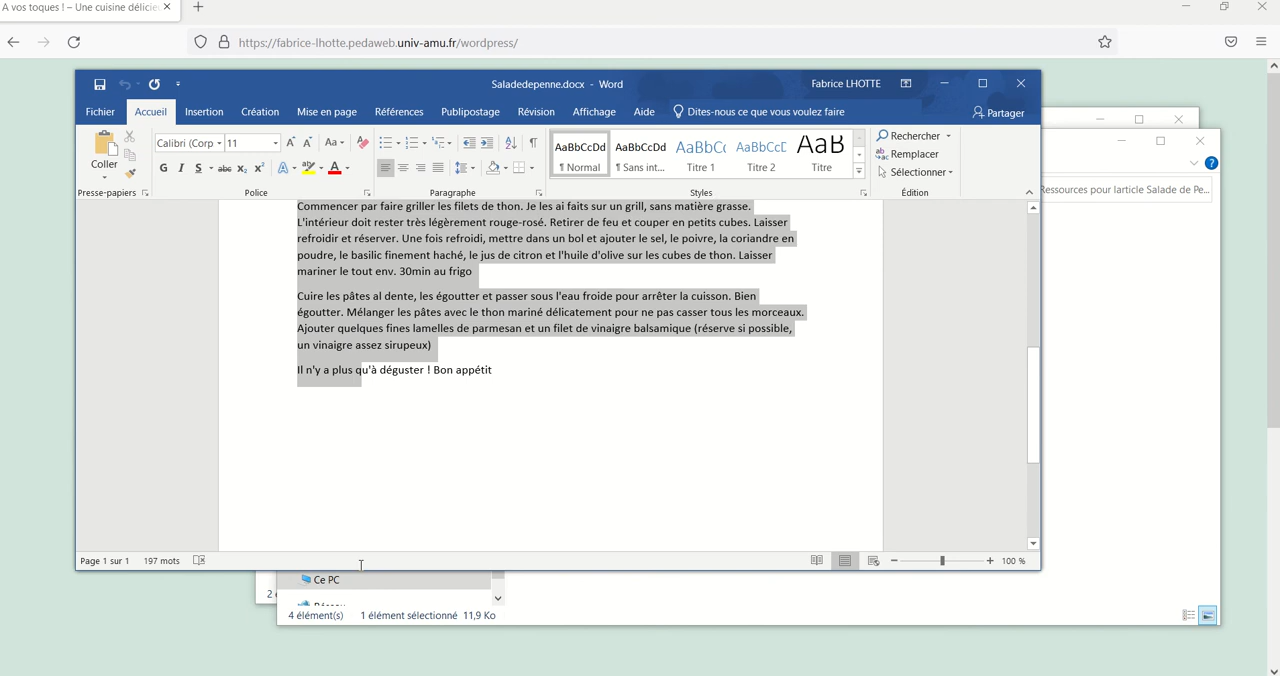 A vos toques ! – Une cuisine délicie
https://fabrice-lhotte.pedaweb.univ-amu.fr/wordpress/
Saladedepenne.docx - Word
Fabrice LHOTTE
Fichier Accueil Insertion Création Mise en page Références Publipostage Révision Affichage Aide Dites-nous ce que vous voulez faire Partager
Coller
Calibri (Corp 11
AaBbCcDd AaBbCcDd AaBbC AaBbCcE AaB
¶ Normal ¶ Sans int... Titre 1 Titre 2 Titre
Rechercher
Remplacer
Sélectionner
Presse-papiers Police Paragraphe Styles Édition
Ressources pour larticle Salade de Pe...
Commencer par faire griller les filets de thon. Je les ai faits sur un grill, sans matière grasse.
L'intérieur doit rester très légèrement rouge-rosé. Retirer de feu et couper en petits cubes. Laisser
refroidir et réserver. Une fois refroidi, mettre dans un bol et ajouter le sel, le poivre, la coriandre en
poudre, le basilic finement haché, le jus de citron et l'huile d'olive sur les cubes de thon. Laisser
mariner le tout env. 30min au frigo
Cuire les pâtes al dente, les égoutter et passer sous l'eau froide pour arrêter la cuisson. Bien
égoutter. Mélanger les pâtes avec le thon mariné délicatement pour ne pas casser tous les morceaux.
Ajouter quelques fines lamelles de parmesan et un filet de vinaigre balsamique (réserve si possible,
un vinaigre assez sirupeux)
Il n'y a plus qu'à déguster ! Bon appétit
Page 1 sur 1 197 mots
100 %
Ce PC
4 élément(s) 1 élément sélectionné 11,9 Ko